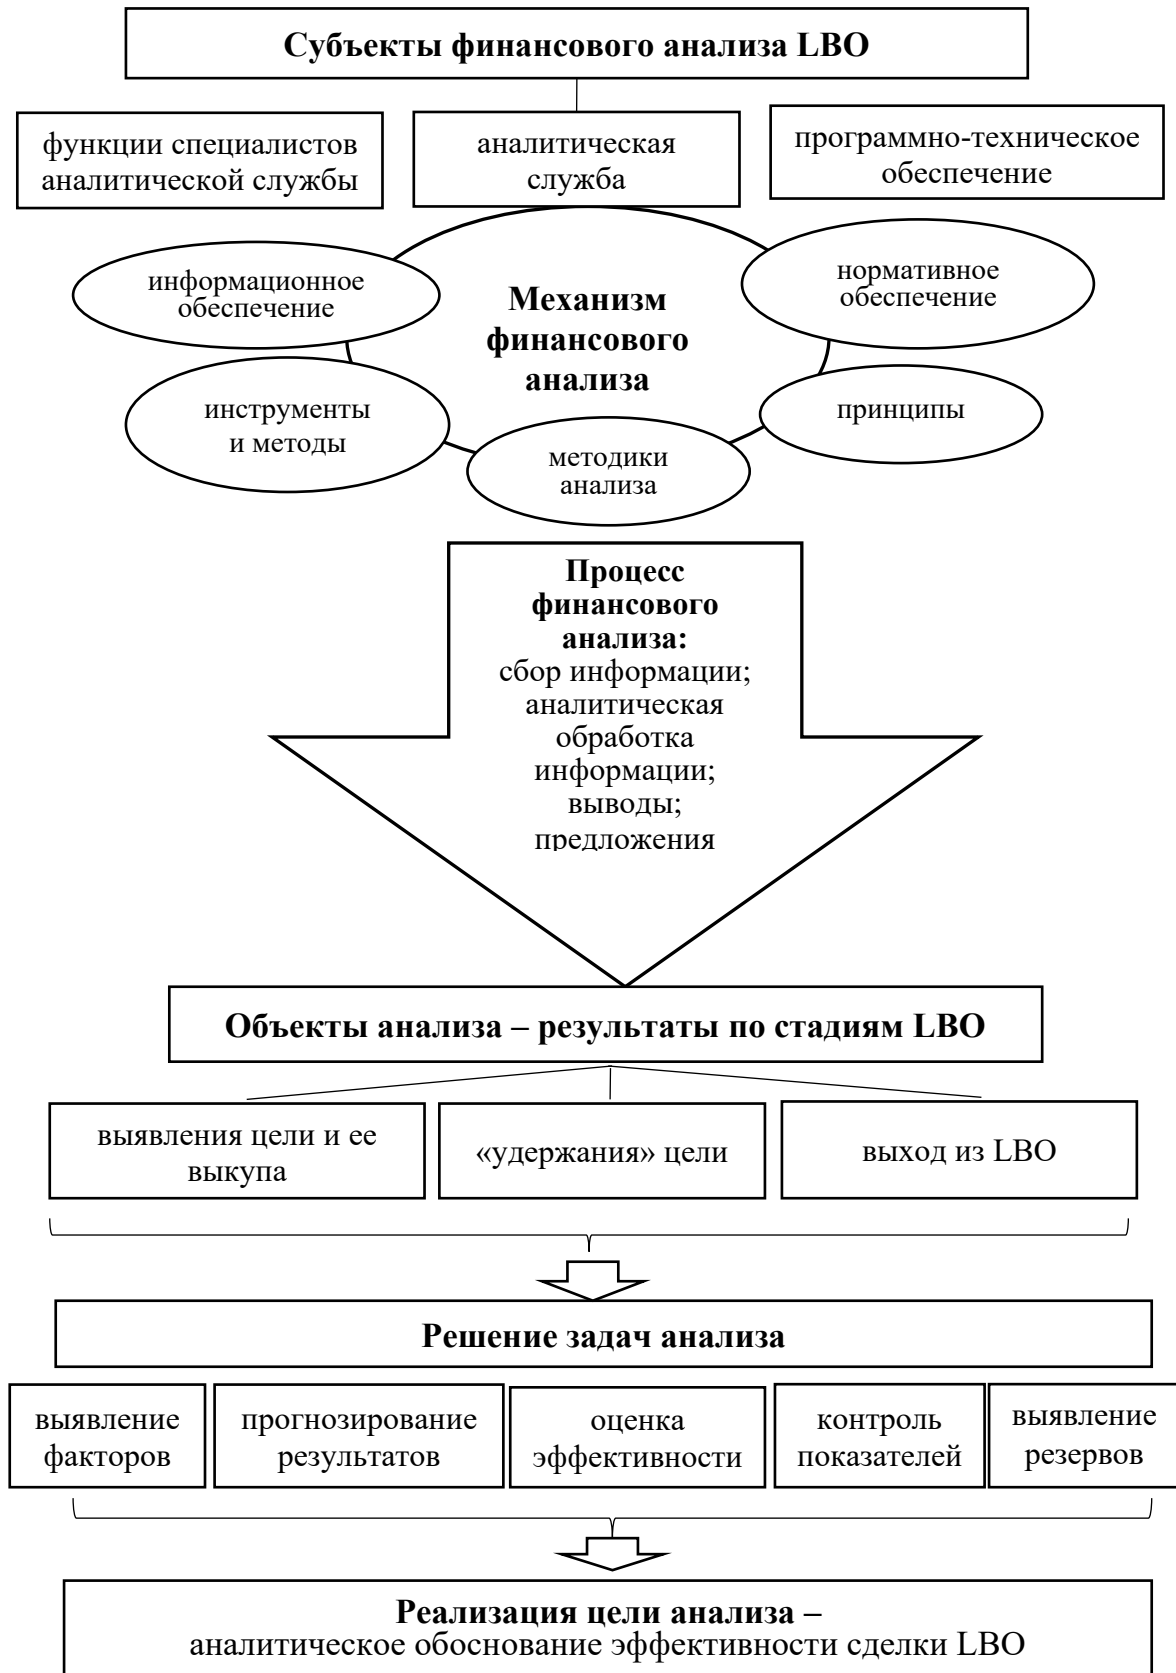 Субъекты финансового анализа LBO
функции специалистов
аналитической службы
аналитическая
служба
программно-техническое
обеспечение
информационное
обеспечение
Механизм
финансового
анализа
нормативное
обеспечение
инструменты
и методы
принципы
методики
анализа
Процесс
финансового
анализа:
сбор информации;
аналитическая
обработка
информации;
выводы;
предложения
Объекты анализа – результаты по стадиям LBO
выявления цели и ее
выкупа
«удержания» цели
выход из LBO
Решение задач анализа
выявление
факторов
прогнозирование
результатов
оценка
эффективности
контроль
показателей
выявление
резервов
Реализация цели анализа –
аналитическое обоснование эффективности сделки LBO